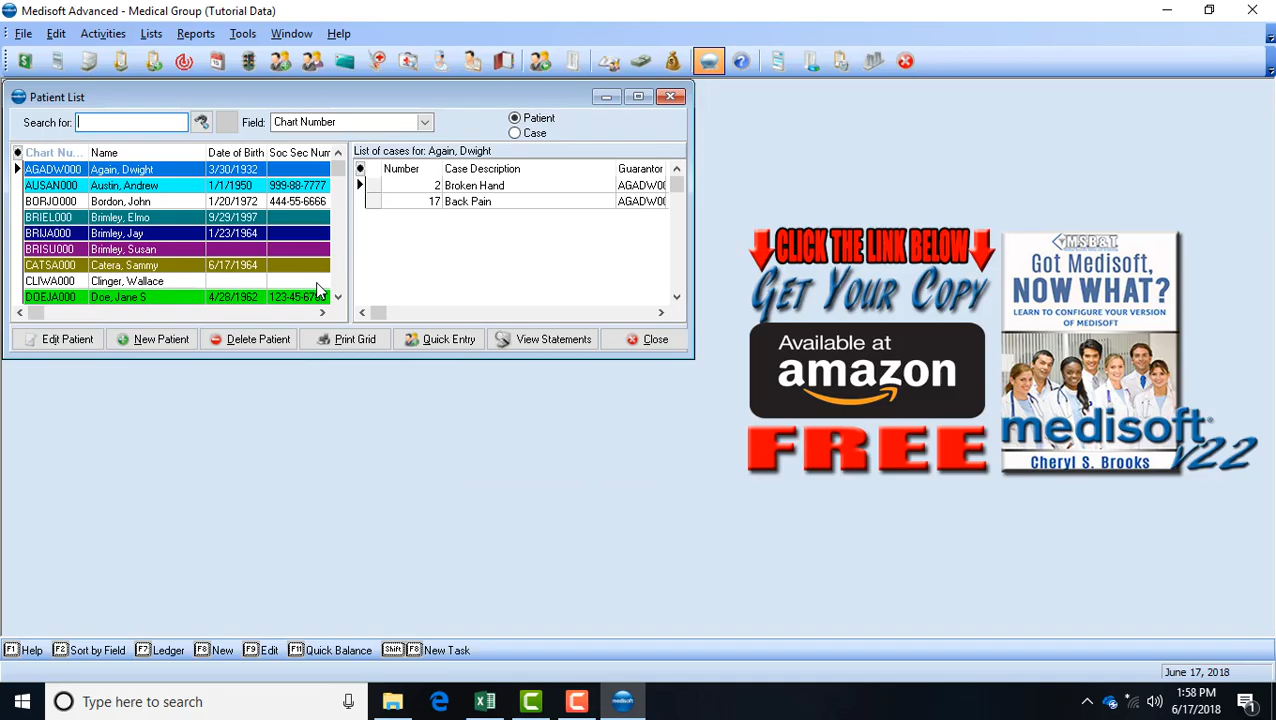 Medisoft Advanced - Medical Group (Tutorial Data)
File Edit Activities Lists Reports Tools Window Help
Patient List
Search for: Field: Chart Number
Patient
Case
Chart Nu... Name Date of Birth Soc Sec Num
AGADW000 Again, Dwight 3/30/1932
AUSAN000 Austin, Andrew 1/1/1950 999-88-7777
BORJO000 Bordon, John 1/20/1972 444-55-6666
BRIEL000 Brimley, Elmo 9/29/1997
BRIJA000 Brimley, Jay 1/23/1964
BRISU000 Brimley, Susan
CATSA000 Catera, Sammy 6/17/1964
CLIWA000 Clinger, Wallace
DOEJA000 Doe, Jane S 4/28/1962 123-45-67
List of cases for: Again, Dwight
Number Case Description Guarantor
2 Broken Hand AGADW00
17 Back Pain AGADW00
Edit Patient New Patient Delete Patient Print Grid Quick Entry View Statements Close
CLICK THE LINK BELOW
Get Your Copy
Available at
amazon
FREE
MSB&T
Got Medisoft,
NOW WHAT?
LEARN TO CONFIGURE YOUR VERSION
OF MEDISOFT
medisoft
v22
Cheryl S. Brooks
F1 Help F2 Sort by Field F7 Ledger F8 New F9 Edit F11 Quick Balance Shift F8 New Task
June 17, 2018
Type here to search
1:58 PM
6/17/2018
1